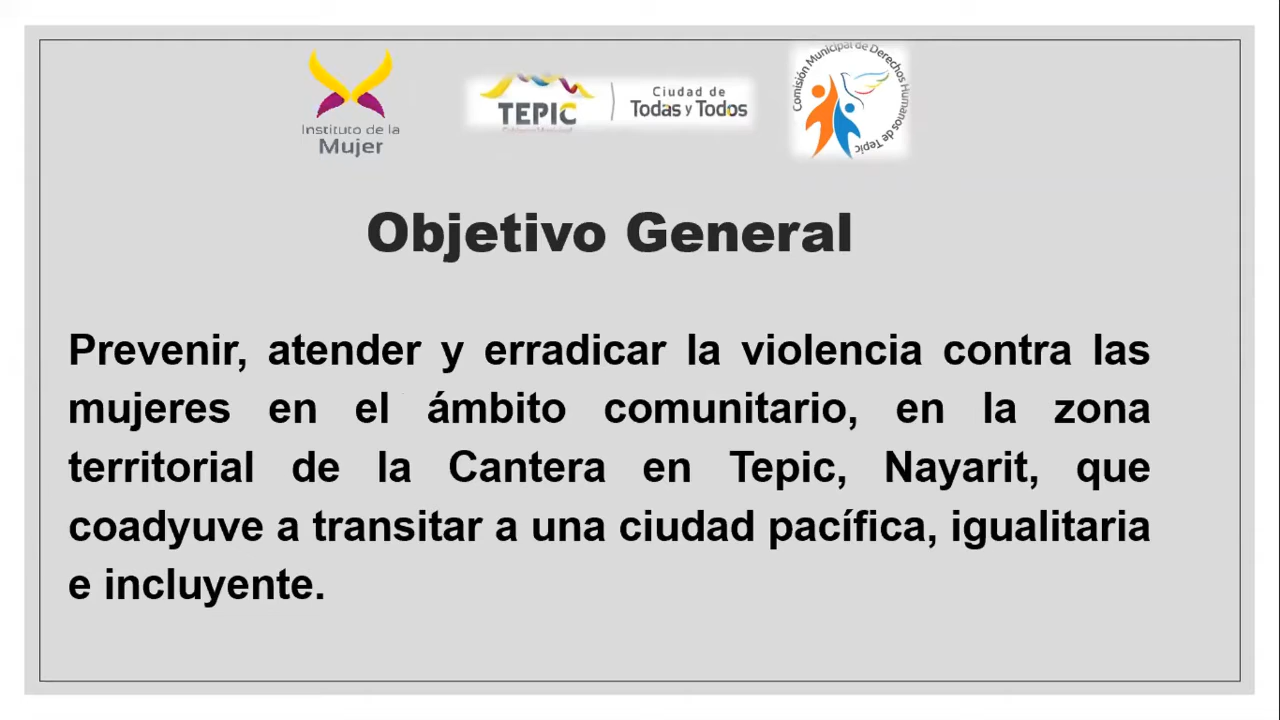 Instituto de la
Mujer
TEPIC
Ciudad de
Todas y Todos
Comisión Municipal de Derechos Humanos de Tepic
Objetivo General
Prevenir, atender y erradicar la violencia contra las
mujeres en el ámbito comunitario, en la zona
territorial de la Cantera en Tepic, Nayarit, que
coadyuve a transitar a una ciudad pacífica, igualitaria
e incluyente.